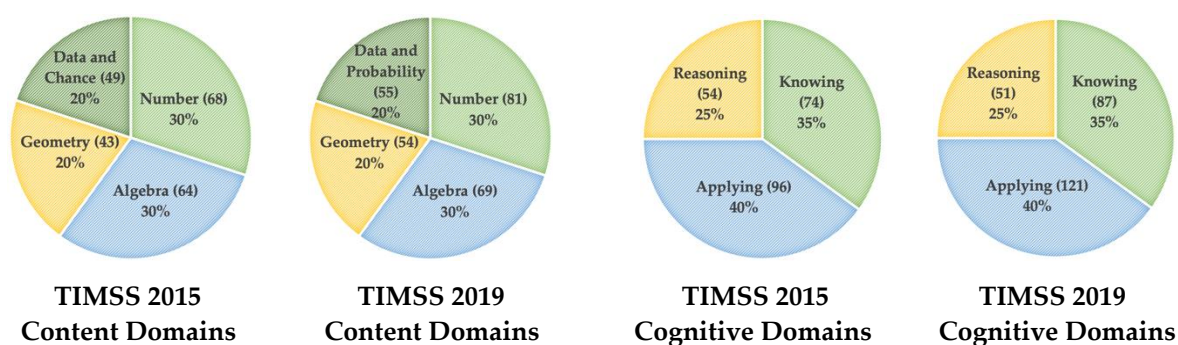 Data and
Chance (49)
20%
Number (68)
30%
Geometry (43)
20%
Algebra (64)
30%
TIMSS 2015
Content Domains
Data and
Probability
(55)
20%
Number (81)
30%
Geometry (54)
20%
Algebra (69)
30%
TIMSS 2019
Content Domains
Reasoning
(54)
25%
Knowing
(74)
35%
Applying (96)
40%
TIMSS 2015
Cognitive Domains
Reasoning
(51)
25%
Knowing
(87)
35%
Applying (121)
40%
TIMSS 2019
Cognitive Domains